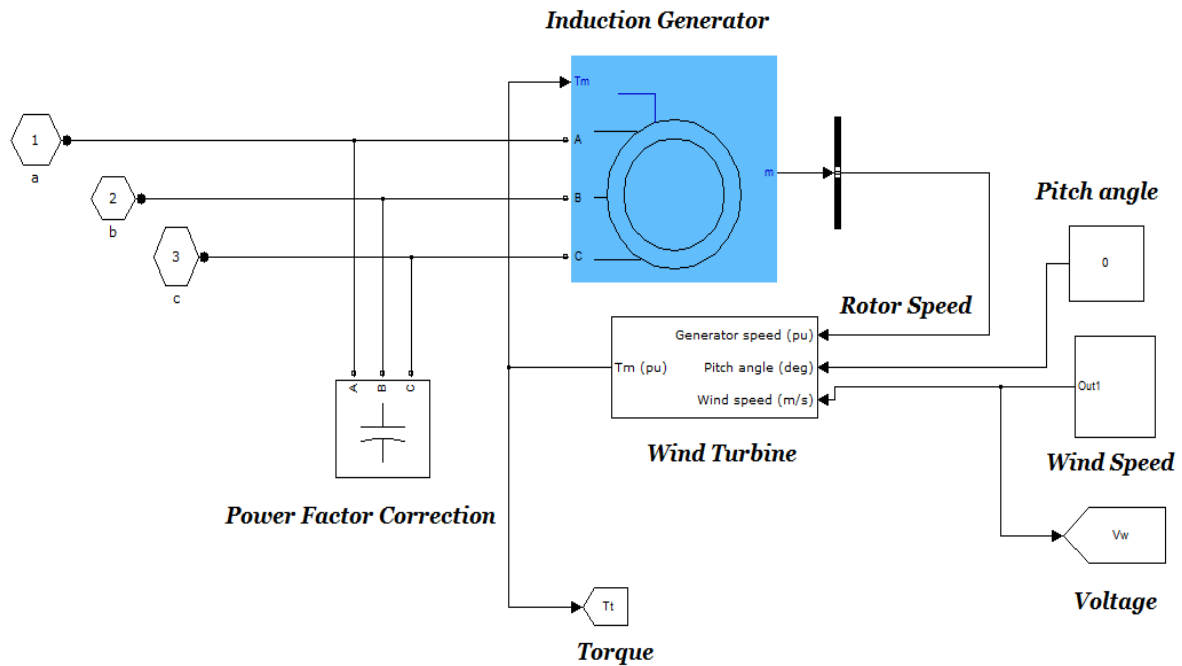 Induction Generator
Tm
1
A
a
m
2
B
b
Pitch angle
3
C
c
0
Rotor Speed
Generator speed (pu)
Tm (pu)
Pitch angle (deg)
Wind speed (m/s)
Out1
A
B
C
Wind Turbine
Wind Speed
Power Factor Correction
Vw
Voltage
Tt
Torque